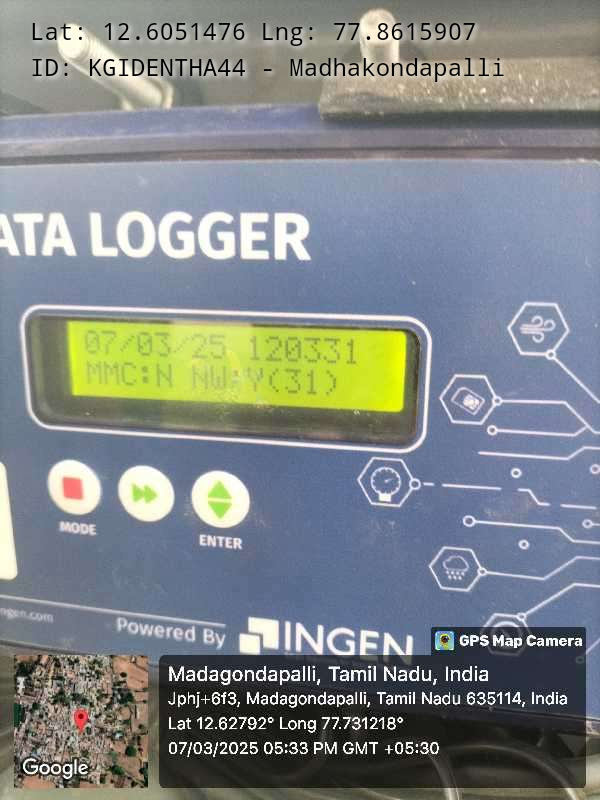 Lat: 12.6051476 Lng: 77.8615907
ID: KGIDENTHA44 - Madhakondapalli
ATA LOGGER
07/03/25 120331
MMC:N NW:Y(31)
MODE
ENTER
ngen.com
Powered By INGEN
GPS Map Camera
Madagondapalli, Tamil Nadu, India
Jphj+6f3, Madagondapalli, Tamil Nadu 635114, India
Lat 12.62792° Long 77.731218°
07/03/2025 05:33 PM GMT +05:30
Google